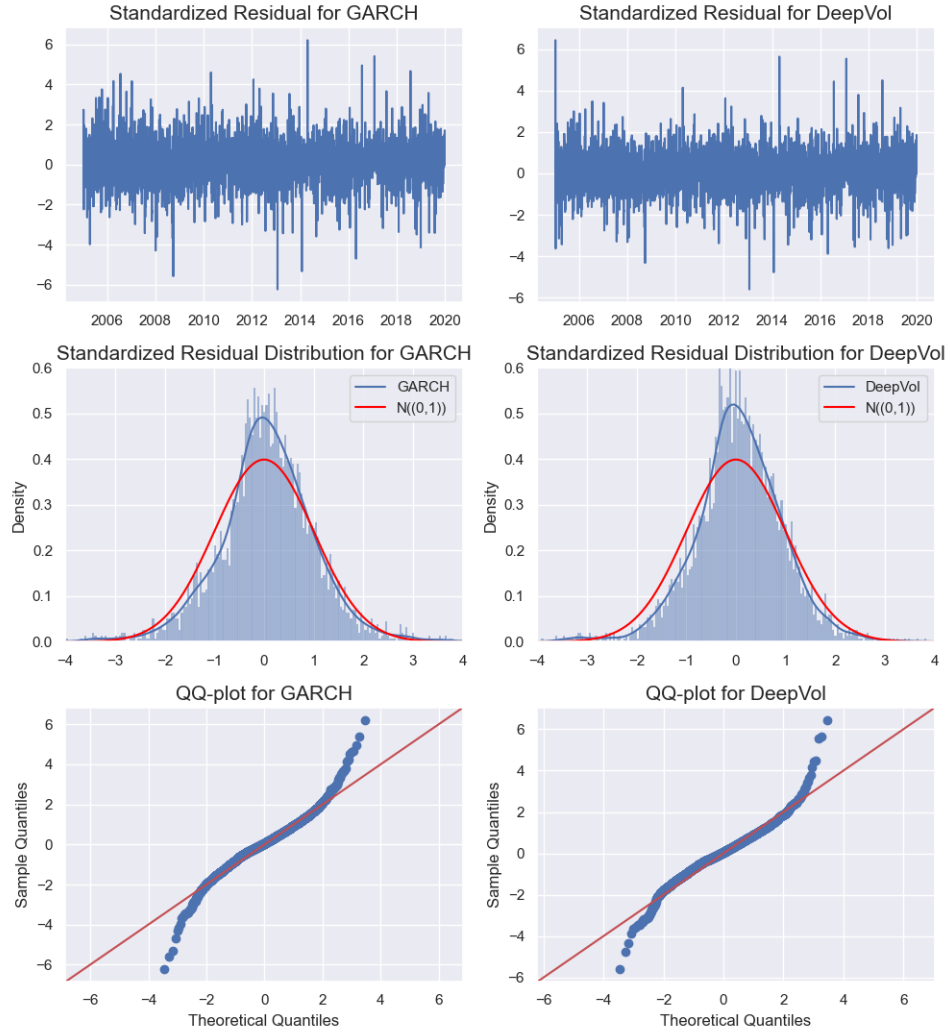 Standardized Residual for GARCH
6
4
2
0
−2
−4
−6
2006 2008 2010 2012 2014 2016 2018 2020
Standardized Residual for DeepVol
6
4
2
0
−2
−4
−6
2006 2008 2010 2012 2014 2016 2018 2020
Standardized Residual Distribution for GARCH
GARCH
N((0,1))
Density
0.6
0.5
0.4
0.3
0.2
0.1
0.0
−4 −3 −2 −1 0 1 2 3 4
Standardized Residual Distribution for DeepVol
DeepVol
N((0,1))
Density
0.6
0.5
0.4
0.3
0.2
0.1
0.0
−4 −3 −2 −1 0 1 2 3 4
QQ-plot for GARCH
Sample Quantiles
6
4
2
0
−2
−4
−6
−6 −4 −2 0 2 4 6
Theoretical Quantiles
QQ-plot for DeepVol
Sample Quantiles
6
4
2
0
−2
−4
−6
−6 −4 −2 0 2 4 6
Theoretical Quantiles